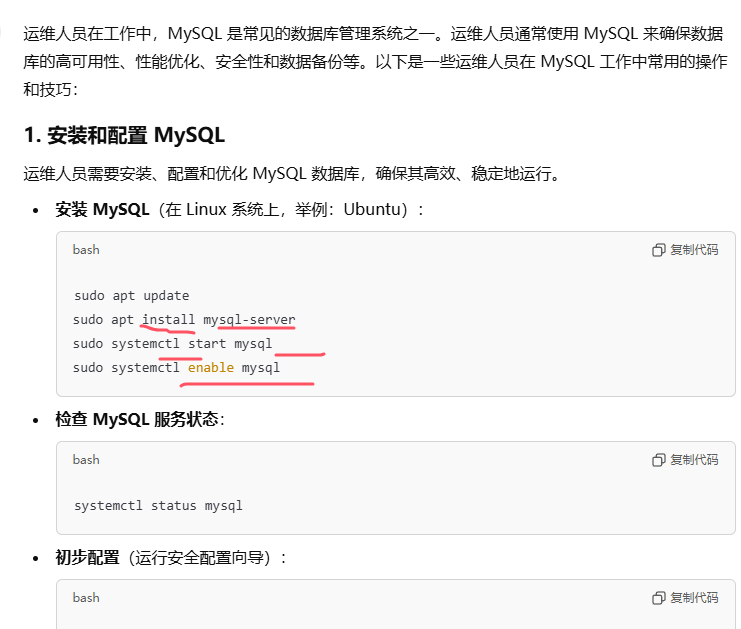 运维人员在工作中，MySQL 是常见的数据库管理系统之一。运维人员通常使用 MySQL 来确保数据
库的高可用性、性能优化、安全性和数据备份等。以下是一些运维人员在 MySQL 工作中常用的操作
和技巧：
1. 安装和配置 MySQL
运维人员需要安装、配置和优化 MySQL 数据库，确保其高效、稳定地运行。
• 安装 MySQL（在 Linux 系统上，举例：Ubuntu）：
bash 复制代码
sudo apt update
sudo apt install mysql-server
sudo systemctl start mysql
sudo systemctl enable mysql
• 检查 MySQL 服务状态：
bash 复制代码
systemctl status mysql
• 初步配置（运行安全配置向导）：
bash 复制代码